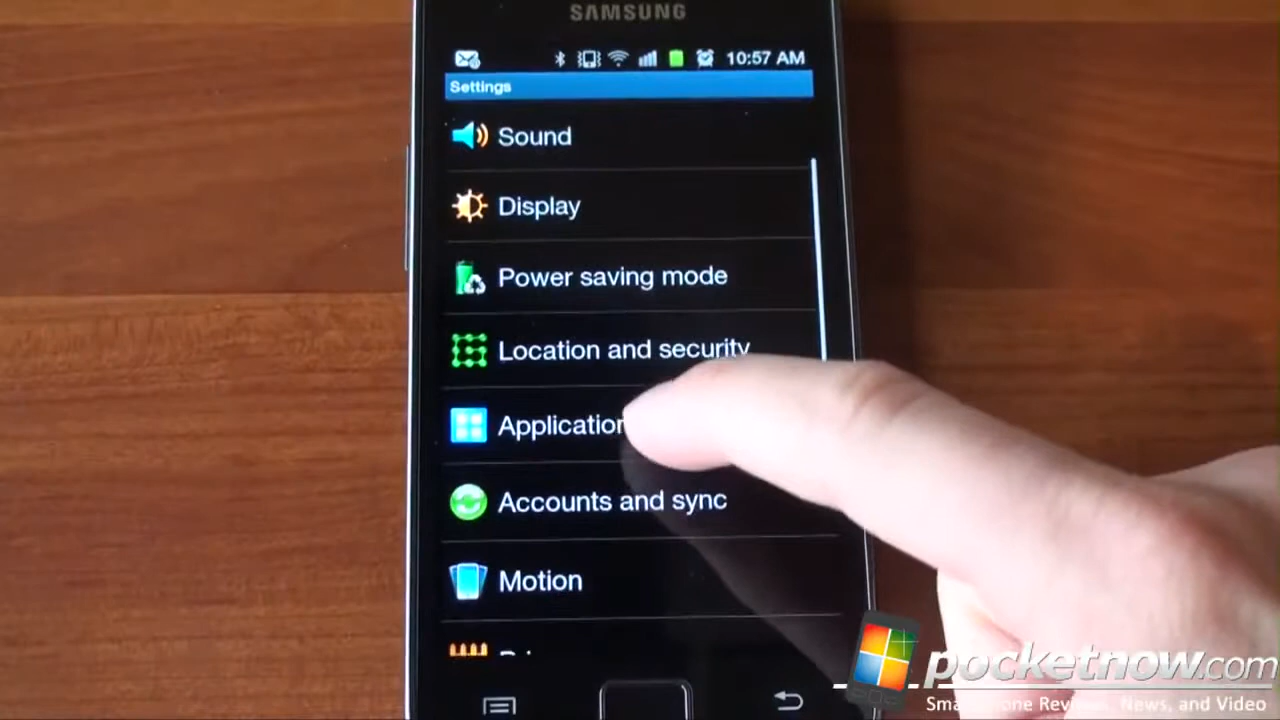 SAMSUNG
10:57 AM
Settings
Sound
Display
Power saving mode
Location and security
Application
Accounts and sync
Motion
pocketnow.com
Smartphone Reviews, News, and Video